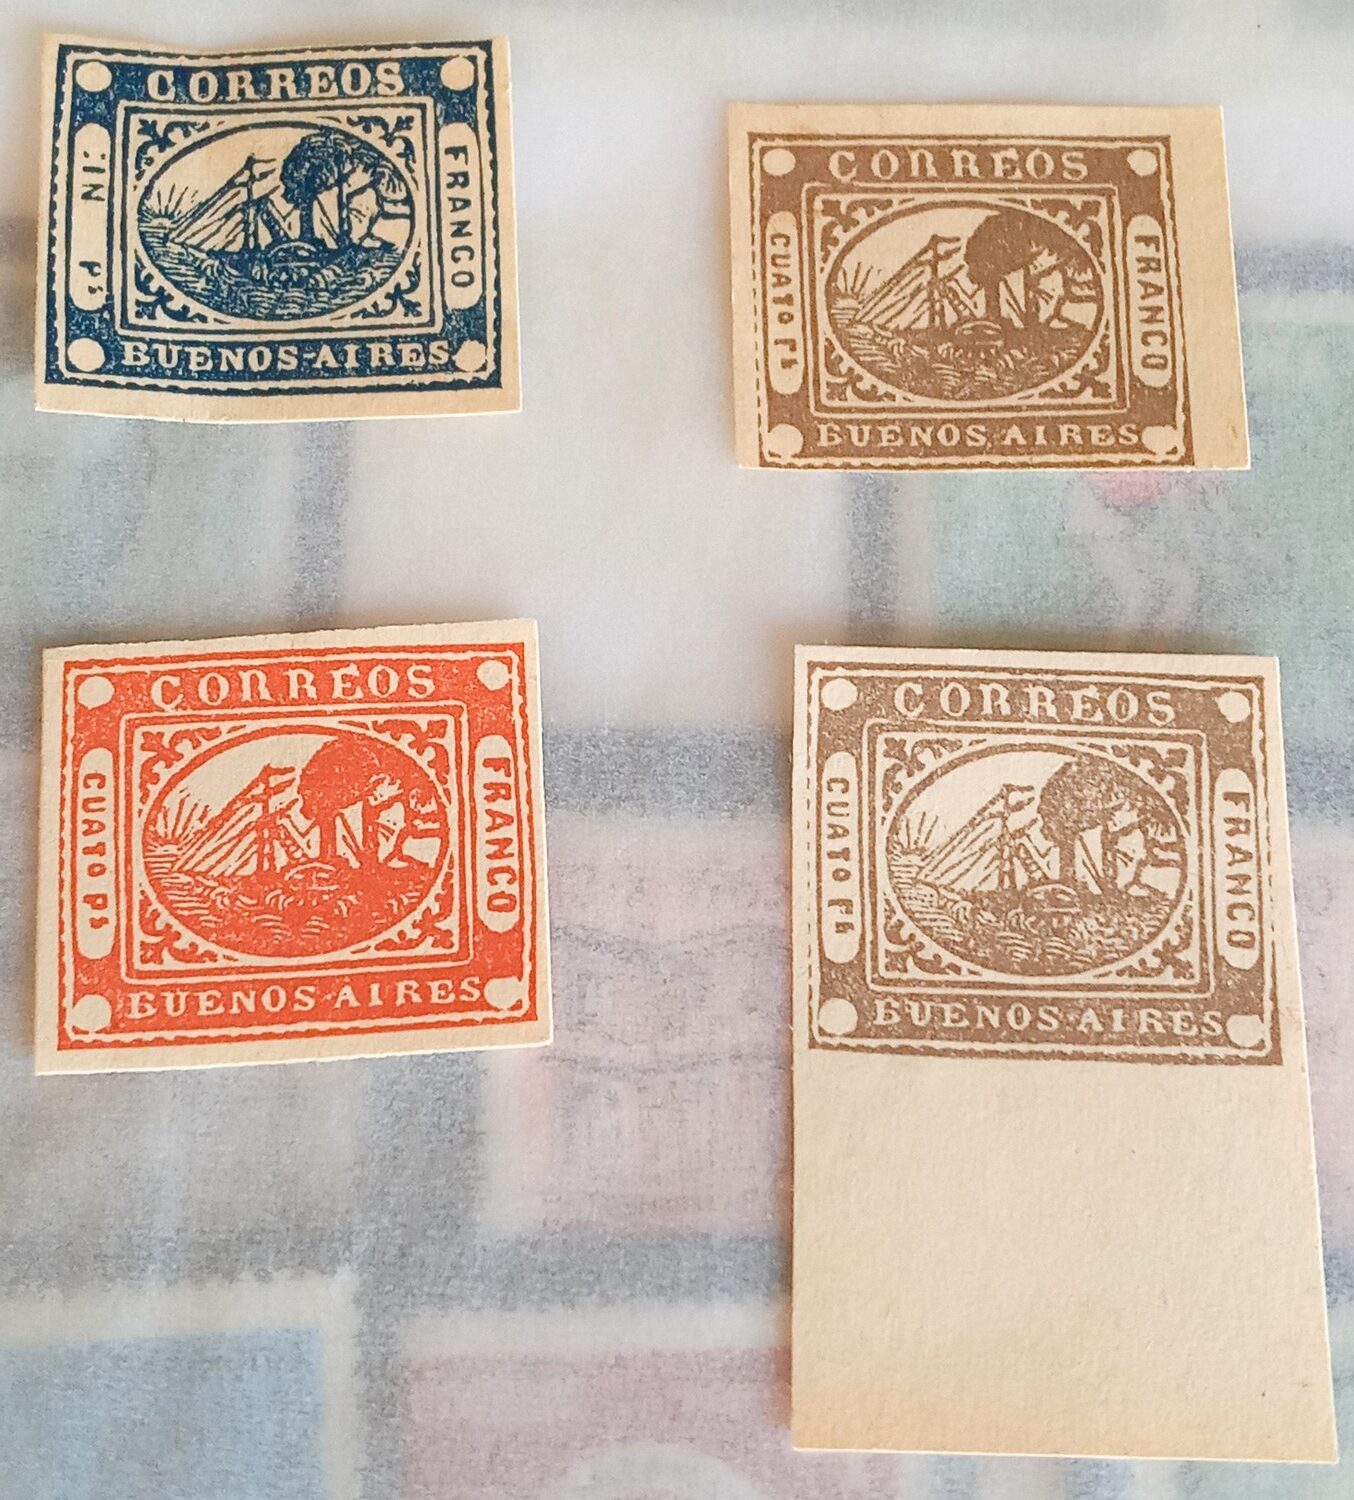 CORREOS
:IN Ps
FRANCO
BUENOS-AIRES
CORREOS
CUATO Ps
FRANCO
BUENOS AIRES
CORREOS
CUATO Ps
FRANCO
BUENOS-AIRES
CORREOS
CUATO Ps
FRANCO
BUENOS-AIRES